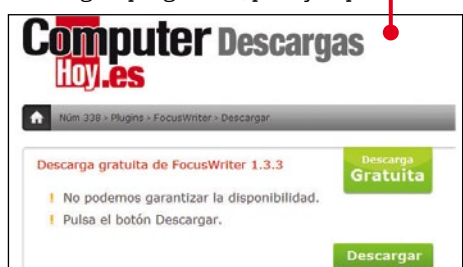 Computer Descargas
Hoy.es
Núm 338 > Plugins > FocusWriter > Descargar
Descarga gratuita de FocusWriter 1.3.3
Descarga
Gratuita
! No podemos garantizar la disponibilidad.
! Pulsa el botón Descargar.
Descargar